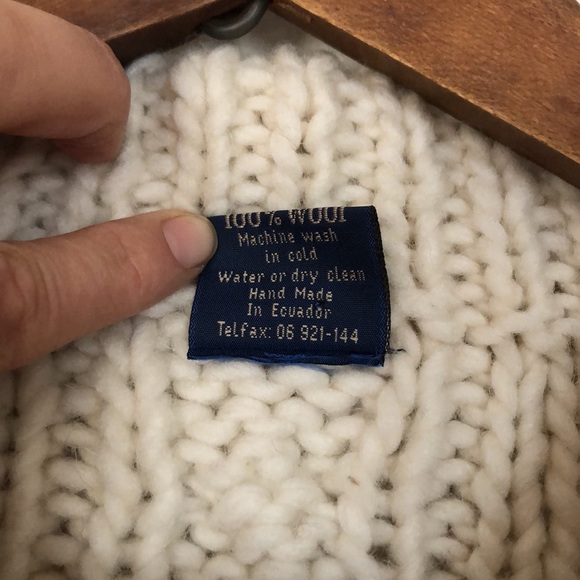 100% Wool
Machine wash
in cold
Water or dry clean
Hand Made
In Ecuador
Telfax: 06 921-144